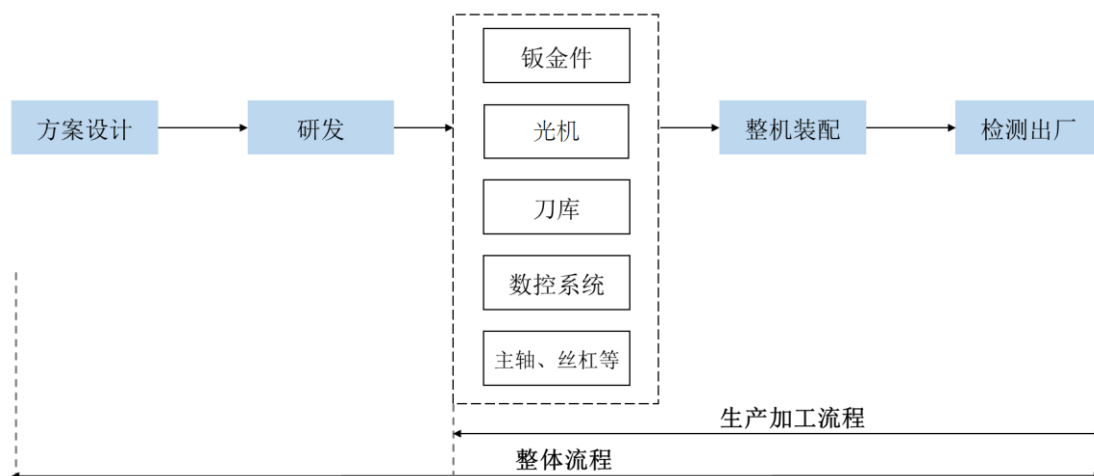 方案设计
研发
钣金件
光机
刀库
数控系统
主轴、丝杠等
整机装配
检测出厂
生产加工流程
整体流程